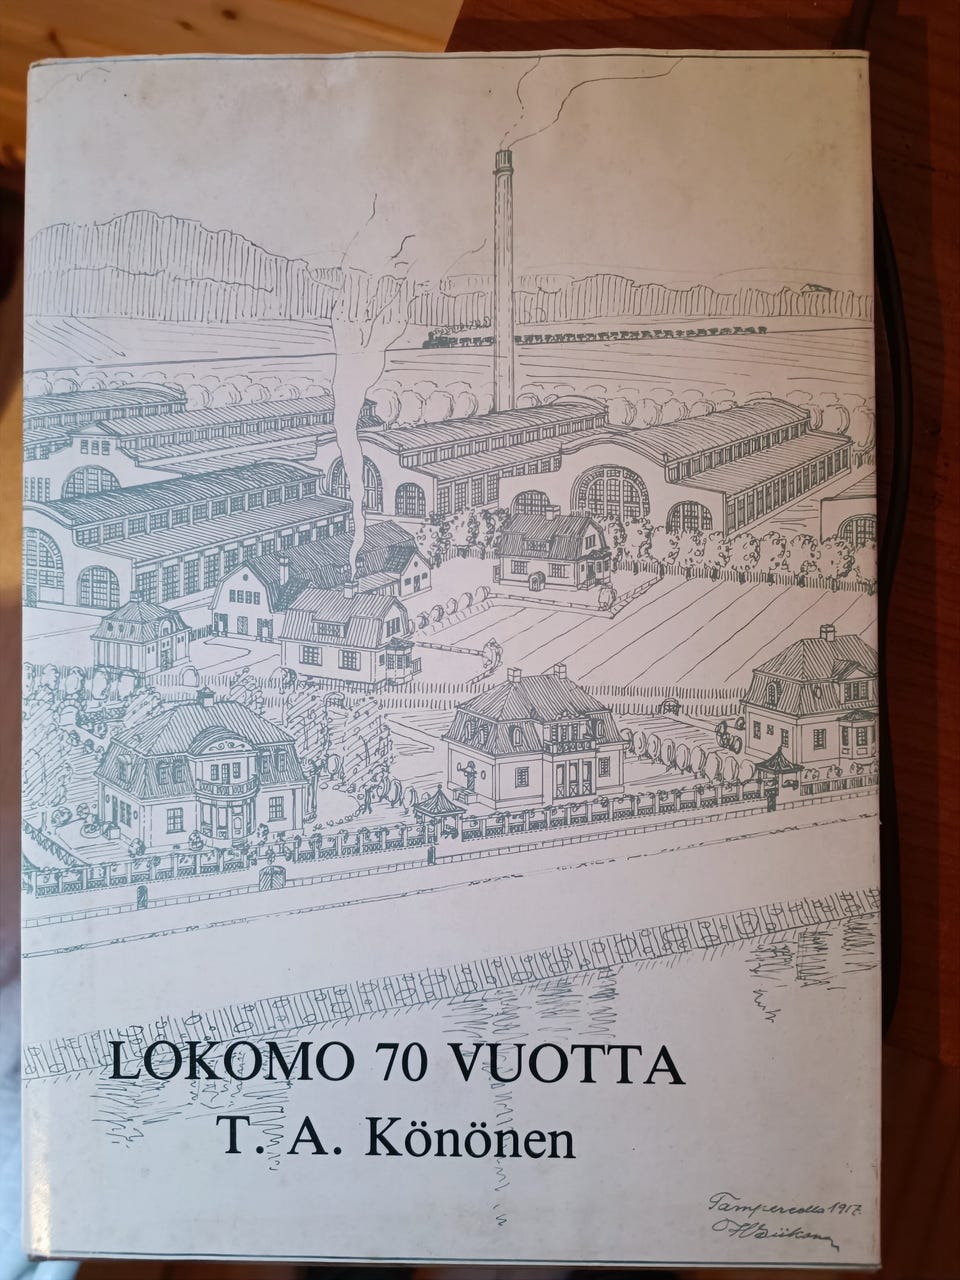 LOKOMO 70 VUOTTA
T. A. Könönen
Tampereella 1917.